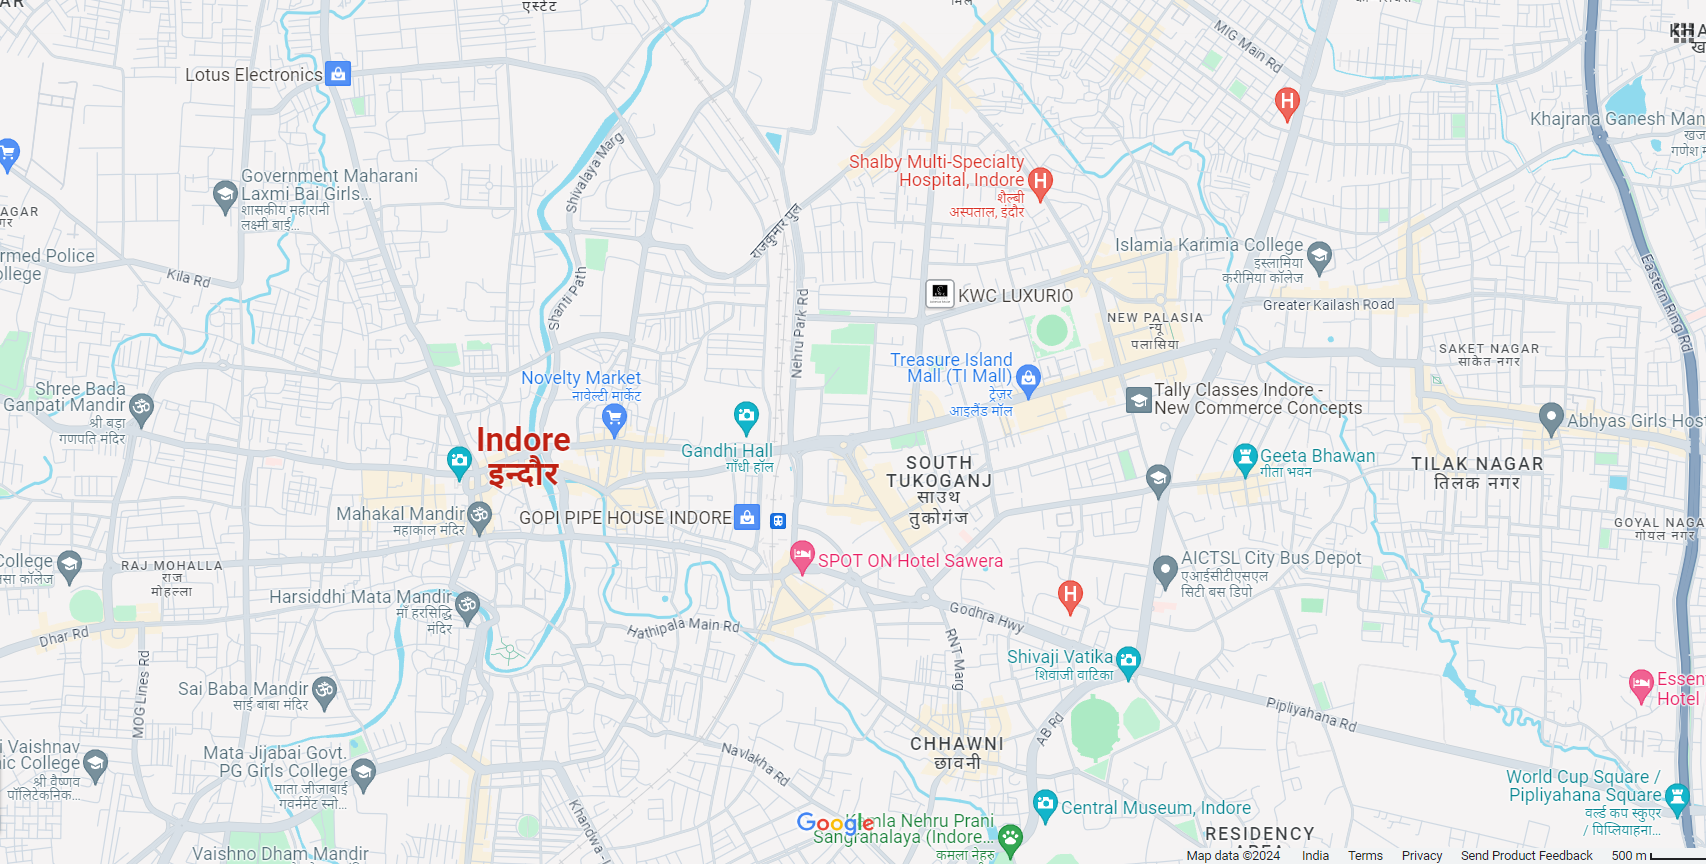 एस्टेट
MIG Main Rd
Lotus Electronics
Khajrana Ganesh Man
गणेश म
Shivalaya Marg
Government Maharani
Laxmi Bai Girls...
शासकीय महारानी
लक्ष्मी बाई...
Shalby Multi-Specialty
Hospital, Indore
शैल्बी
अस्पताल, इंदौर
NAGAR
राजकुमार पुल
Islamia Karimia College
इस्लामिया
करीमिया कॉलेज
rmed Police
ollege
Kila Rd
Shanti Path
Nehru Park Rd
KWC LUXURIO
Greater Kailash Road
Eastern Ring Rd
NEW PALASIA
न्यू
पलासिया
SAKET NAGAR
साकेत नगर
Treasure Island
Mall (TI Mall)
ट्रेज़र
आइलैंड मॉल
Novelty Market
नावेल्टी मार्केट
Shree Bada
Ganpati Mandir
श्री बड़ा
गणपति मंदिर
Tally Classes Indore -
New Commerce Concepts
Abhyas Girls Host
Indore
इन्दौर
Gandhi Hall
गाँधी हॉल
Geeta Bhawan
गीता भवन
SOUTH
TUKOGANJ
साउथ
तुकोगंज
TILAK NAGAR
तिलक नगर
Mahakal Mandir
महाकाल मंदिर
GOPI PIPE HOUSE INDORE
GOYAL NAGA
गोयल नगर
College
सा कॉलेज
RAJ MOHALLA
राज
मोहल्ला
SPOT ON Hotel Sawera
AICTSL City Bus Depot
एआईसीटीएसएल
सिटी बस डिपो
Harsiddhi Mata Mandir
माँ हरसिद्धि
मंदिर
Godhra Hwy
Dhar Rd
Hathipala Main Rd
RNT Marg
Shivaji Vatika
शिवाजी वाटिका
MOG Lines Rd
Sai Baba Mandir
साई बाबा मंदिर
Essen
Hotel
Pipliyahana Rd
AB Rd
i Vaishnav
nic College
श्री वैष्णव
पॉलिटेकनिक...
Mata Jijabai Govt.
PG Girls College
माता जीजाबाई
गवर्नमेंट स्नो...
Navlakha Rd
CHHAWNI
छावनी
World Cup Square /
Pipliyahana Square
वर्ल्ड कप स्कुएर
/ पिप्लियाहना...
Khandwa-I
Central Museum, Indore
Kamla Nehru Prani
Sangrahalaya (Indore...
कमला नेहरु
Google
RESIDENCY
AREA
Vaishno Dham Mandir
Map data ©2024 India Terms Privacy Send Product Feedback 500 m